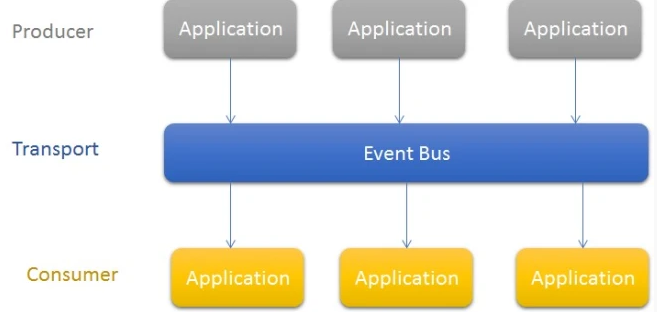 Producer
Application
Application
Application
Transport
Event Bus
Consumer
Application
Application
Application